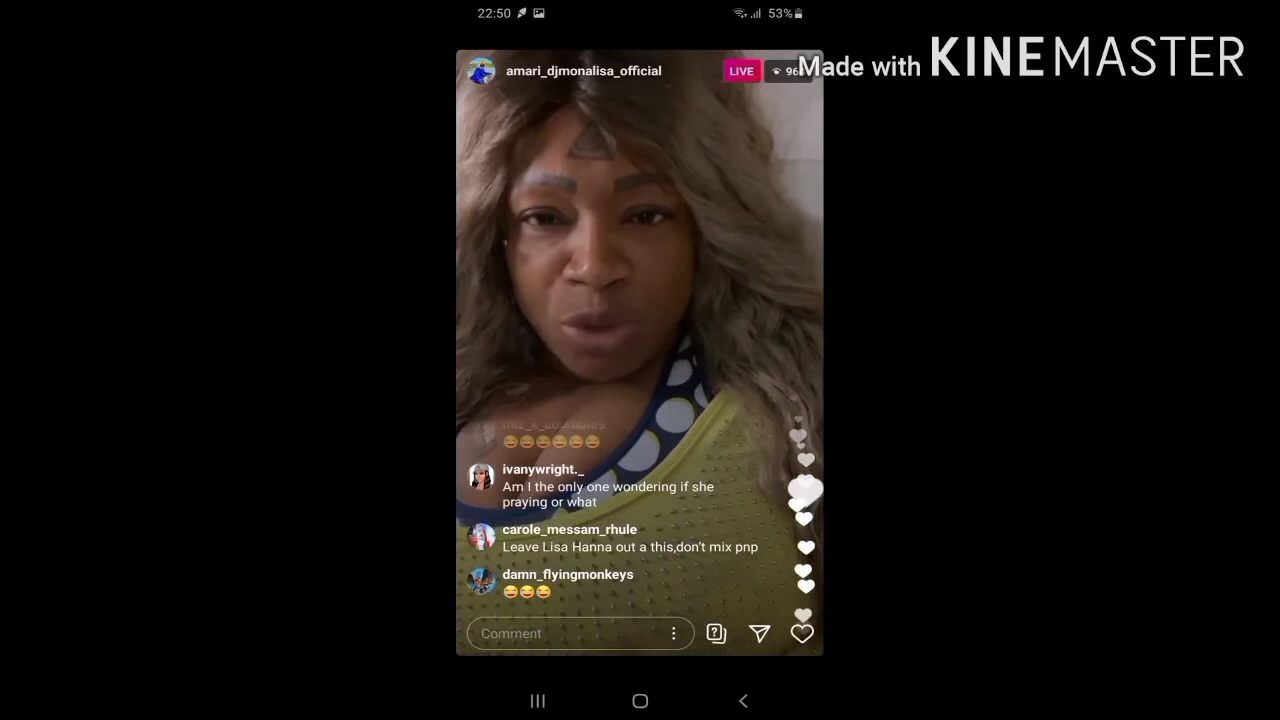 22:50
53%
Made with KINEMASTER
amari_djmonalisa_official
LIVE
😂😂😂😂😂😂
ivanywright._
Am I the only one wondering if she
praying or what
carole_messam_rhule
Leave Lisa Hanna out a this,don't mix pnp
damn_flyingmonkeys
😂😂😂
Comment